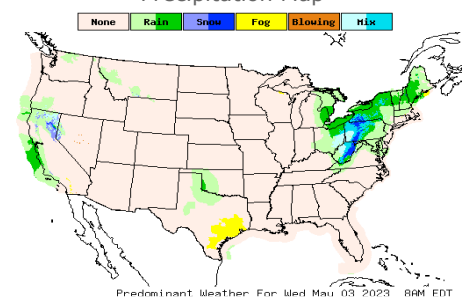 Precipitation Map
None Rain Snow Fog Blowing Mix
Predominant Weather For Wed May 03 2023 8AM EDT